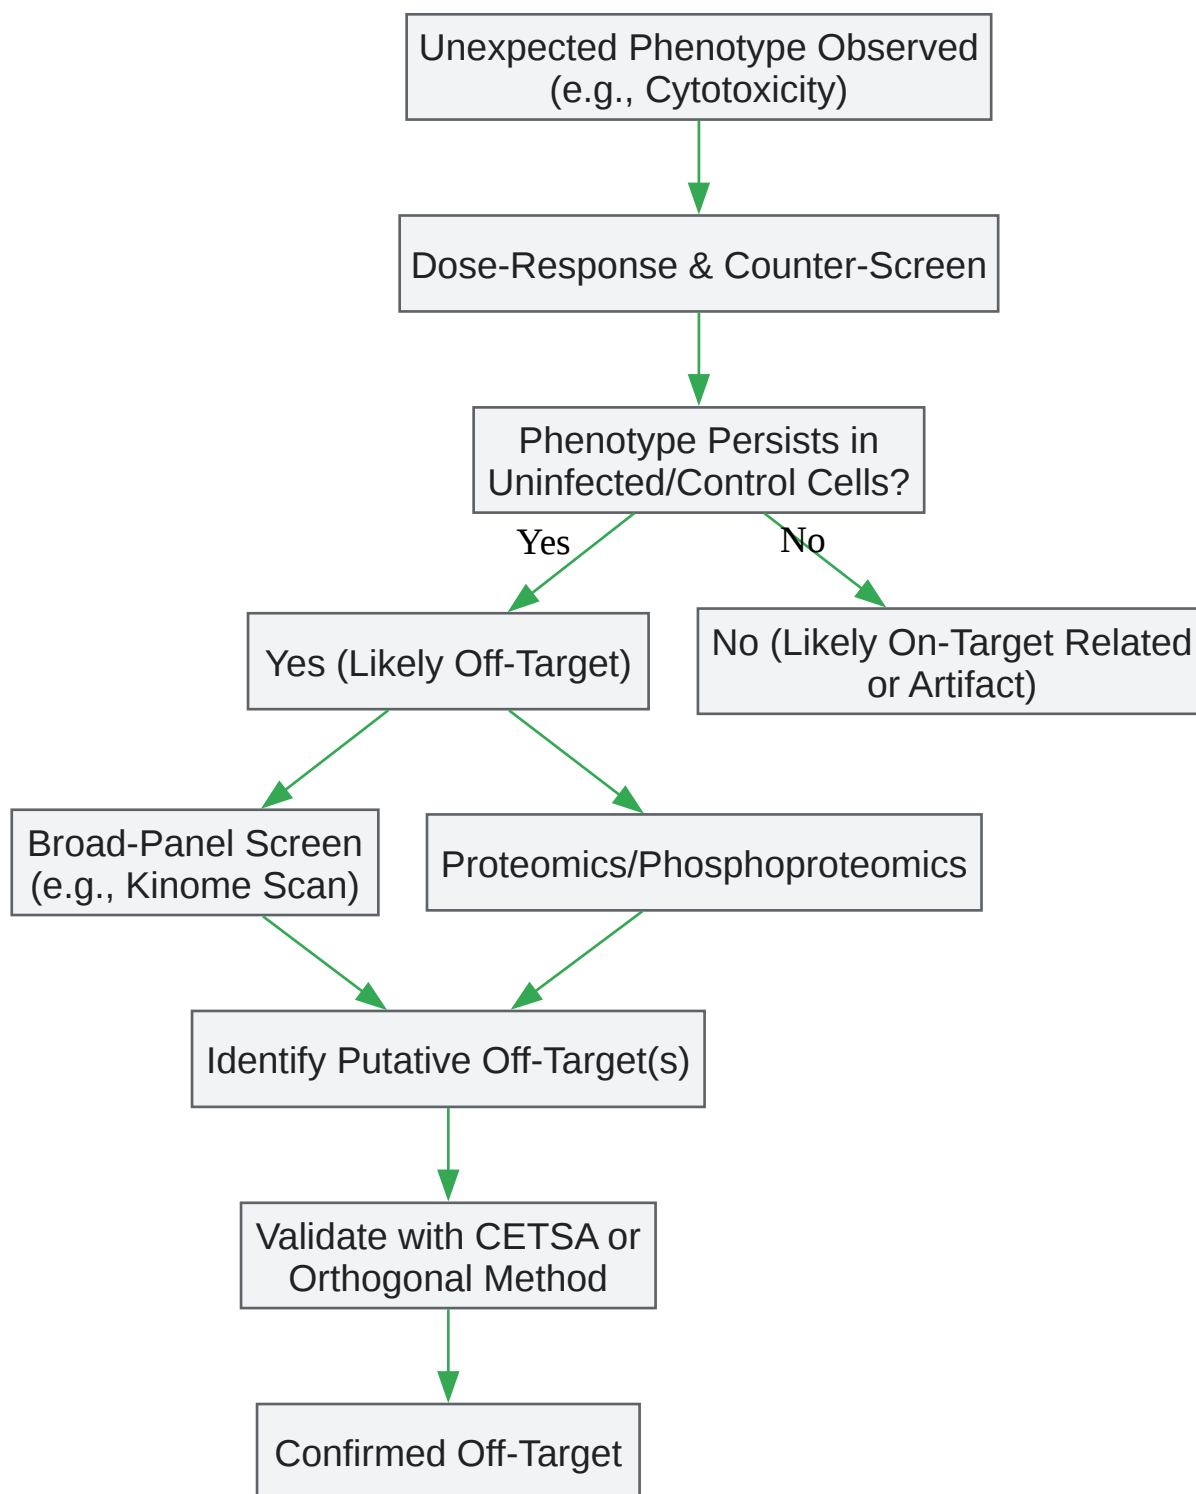 Unexpected Phenotype Observed
(e.g., Cytotoxicity)
Dose-Response & Counter-Screen
Phenotype Persists in
Uninfected/Control Cells?
Yes
No
Yes (Likely Off-Target)
No (Likely On-Target Related
or Artifact)
Broad-Panel Screen
(e.g., Kinome Scan)
Proteomics/Phosphoproteomics
Identify Putative Off-Target(s)
Validate with CETSA or
Orthogonal Method
Confirmed Off-Target